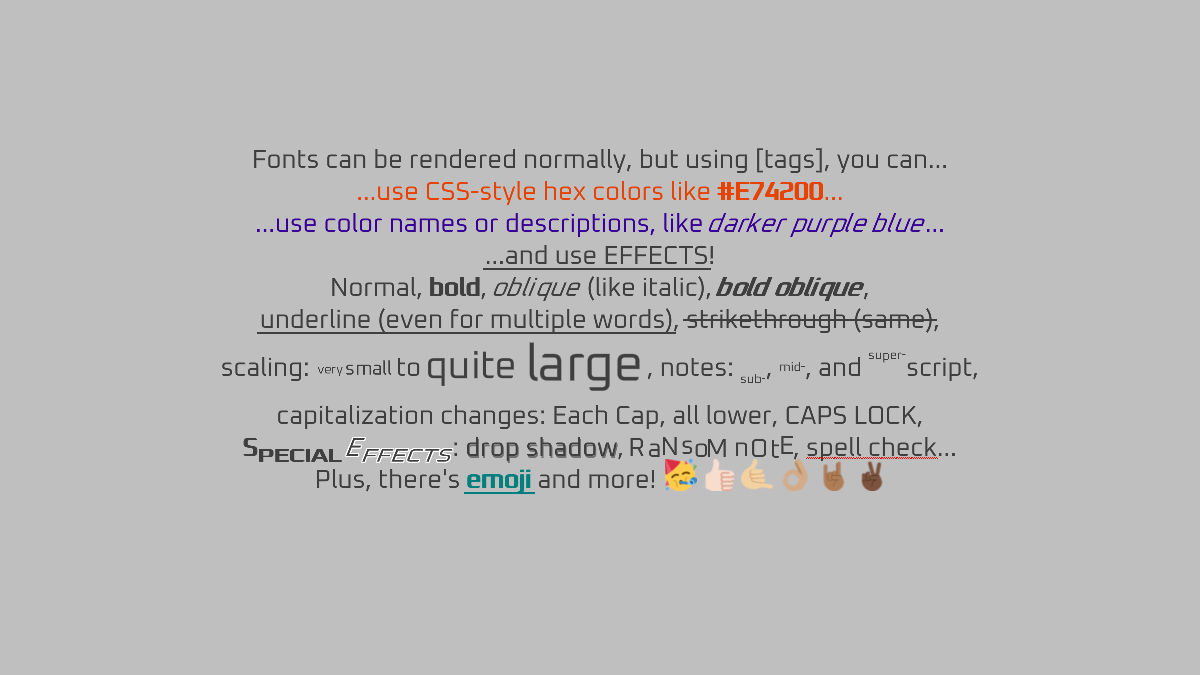 Fonts can be rendered normally, but using [tags], you can...
...use CSS-style hex colors like #E74200...
...use color names or descriptions, like darker purple blue...
...and use EFFECTS!
Normal, bold, oblique (like italic), bold oblique,
underline (even for multiple words), strikethrough (same),
scaling: very small to quite large, notes: sub-, mid-, and super-script,
capitalization changes: Each Cap, all lower, CAPS LOCK,
SPECIAL EFFECTS: drop shadow, RaNsoM nOtE, spell check...
Plus, there's emoji and more! 🥳👍🏻🤙🏼👌🏽🤘🏾✌🏿